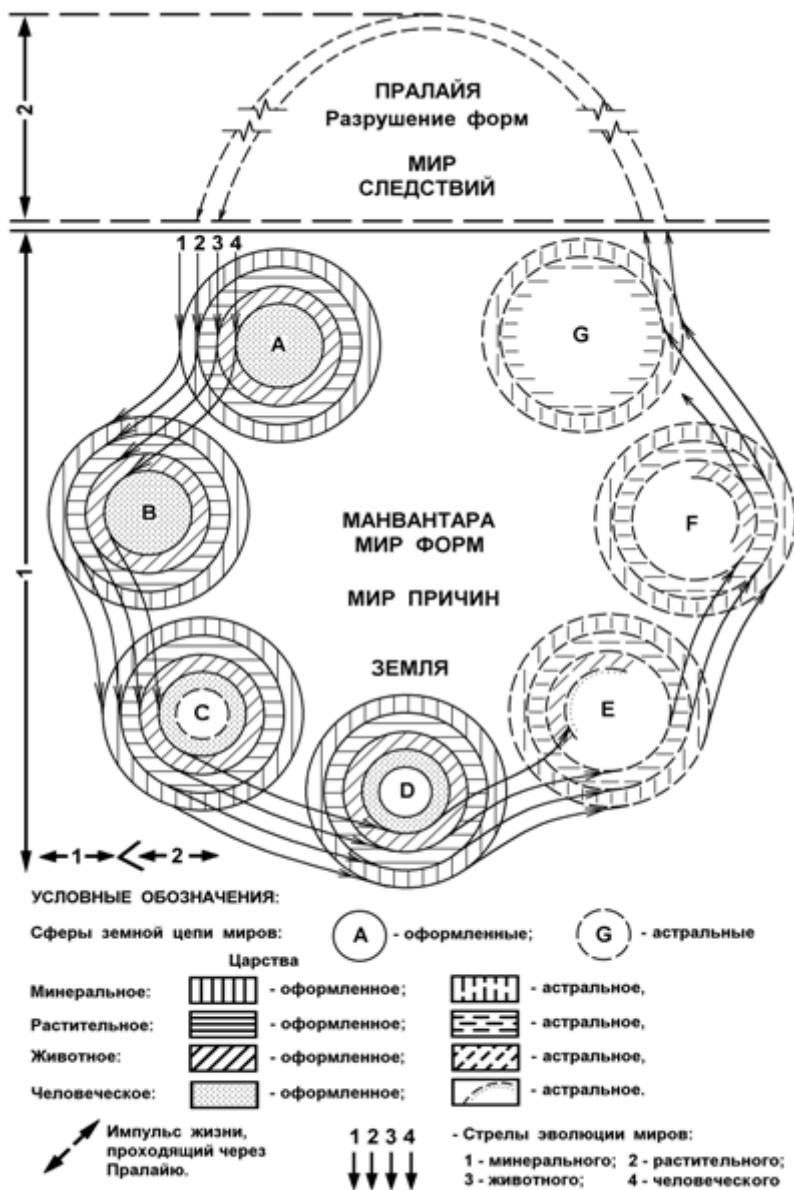 2
ПРАЛАЙЯ
Разрушение форм
МИР
СЛЕДСТВИЙ
1 2 3 4
A
G
B
F
1
МАНВАНТАРА
МИР ФОРМ
МИР ПРИЧИН
ЗЕМЛЯ
C
E
D
1 2
УСЛОВНЫЕ ОБОЗНАЧЕНИЯ:
Сферы земной цепи миров: A - оформленные; G - астральные
Царства
Минеральное: - оформленное; - астральное,
Растительное: - оформленное; - астральное,
Животное: - оформленное; - астральное,
Человеческое: - оформленное; - астральное.
Импульс жизни,
проходящий через
Пралайю.
1 2 3 4 - Стрелы эволюции миров:
1 - минерального; 2 - растительного;
3 - животного; 4 - человеческого